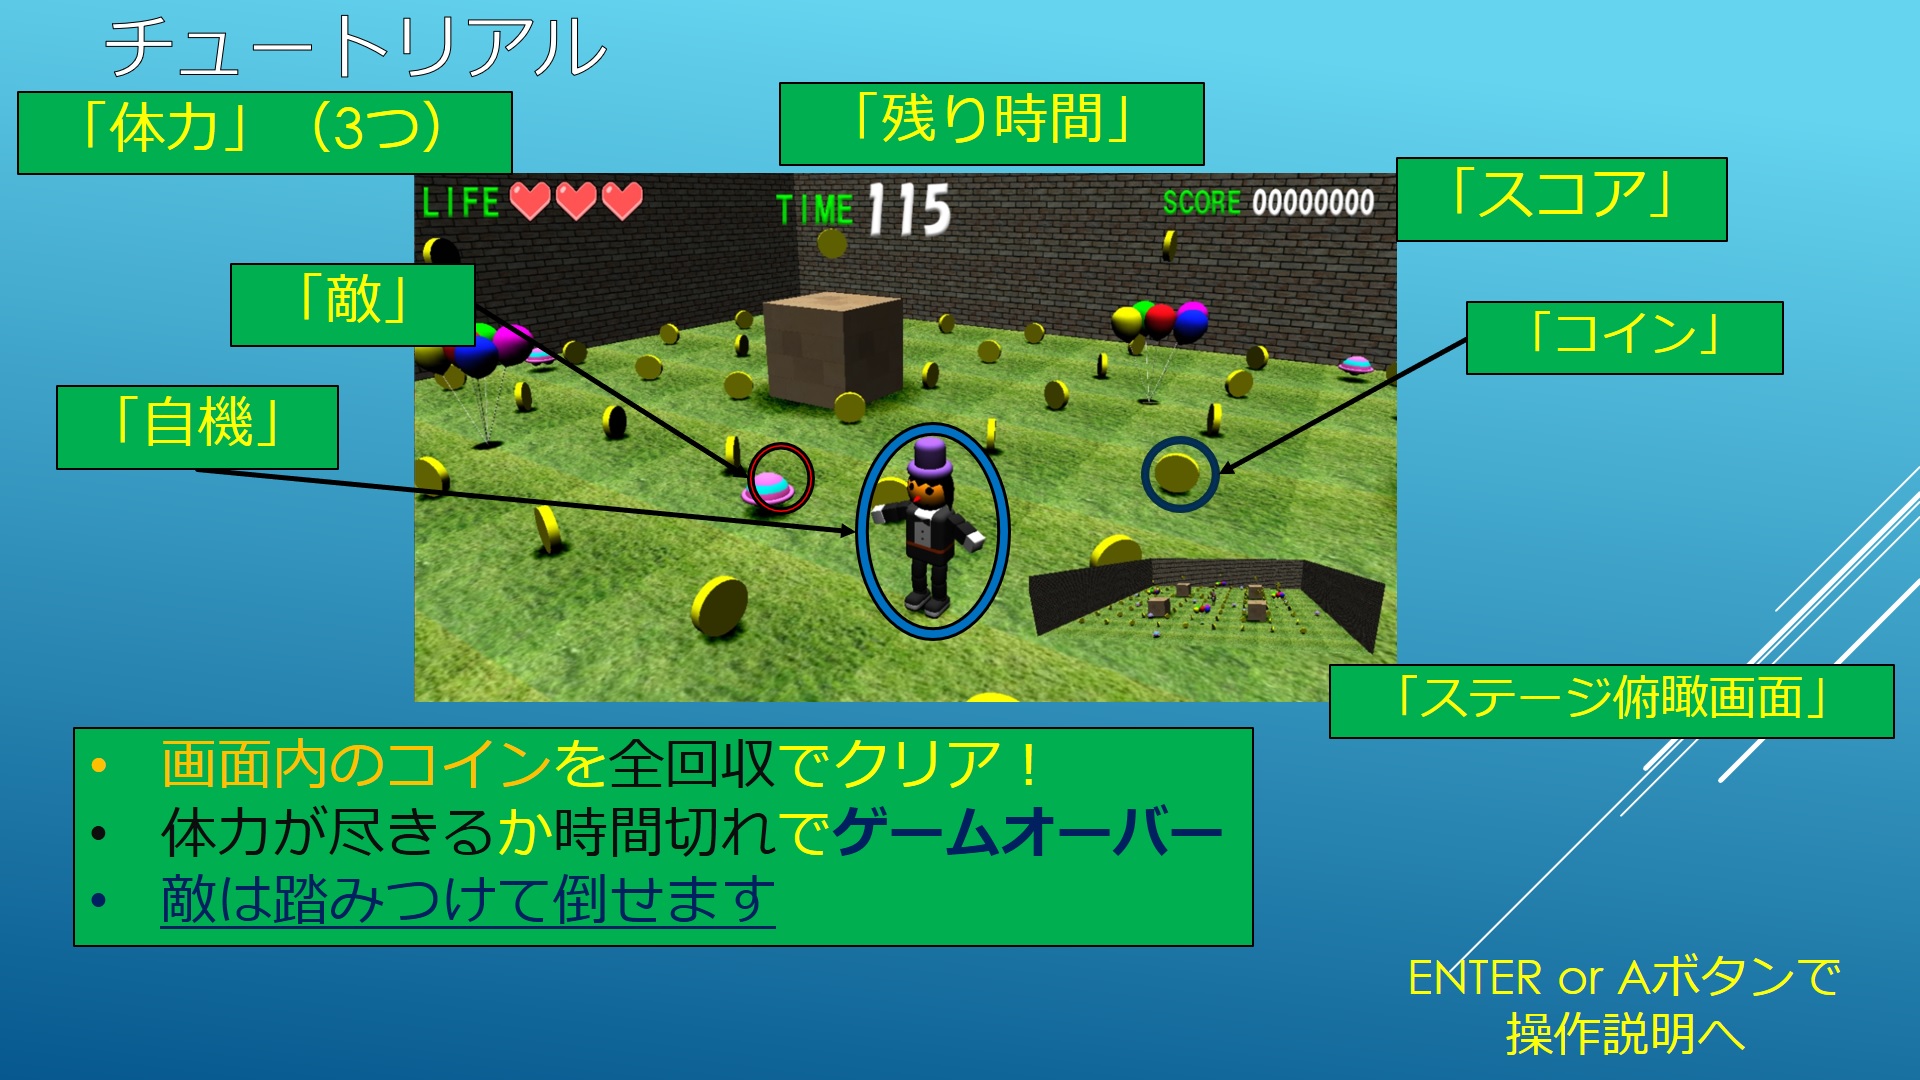 チュートリアル
「体力」（3つ）
「残り時間」
「スコア」
LIFE
TIME 115
SCORE 00000000
「敵」
「コイン」
「自機」
「ステージ俯瞰画面」
• 画面内のコインを全回収でクリア！
• 体力が尽きるか時間切れでゲームオーバー
• 敵は踏みつけて倒せます
ENTER or Aボタンで
操作説明へ